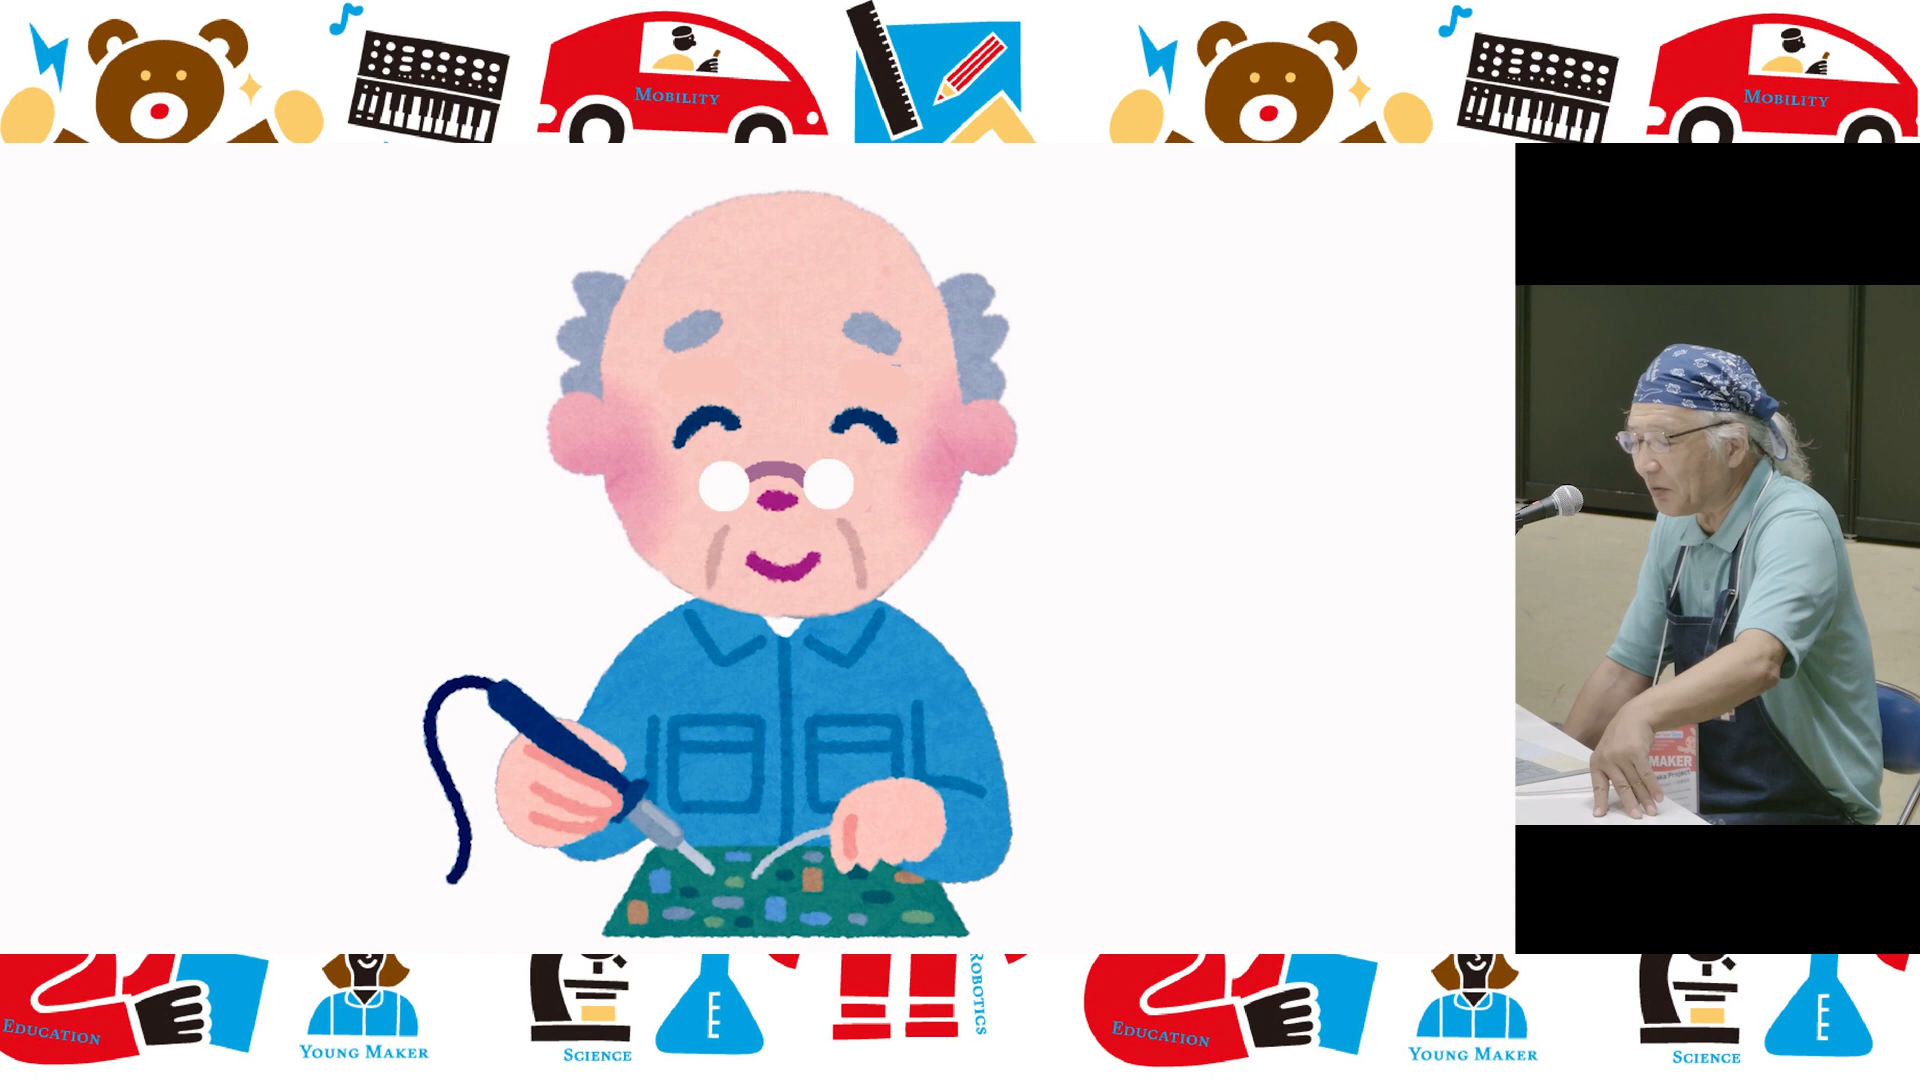 MOBILITY
MOBILITY
MAKER
EDUCATION
YOUNG MAKER
SCIENCE
E
E
ROBOTICS
EDUCATION
YOUNG MAKER
SCIENCE
E
E